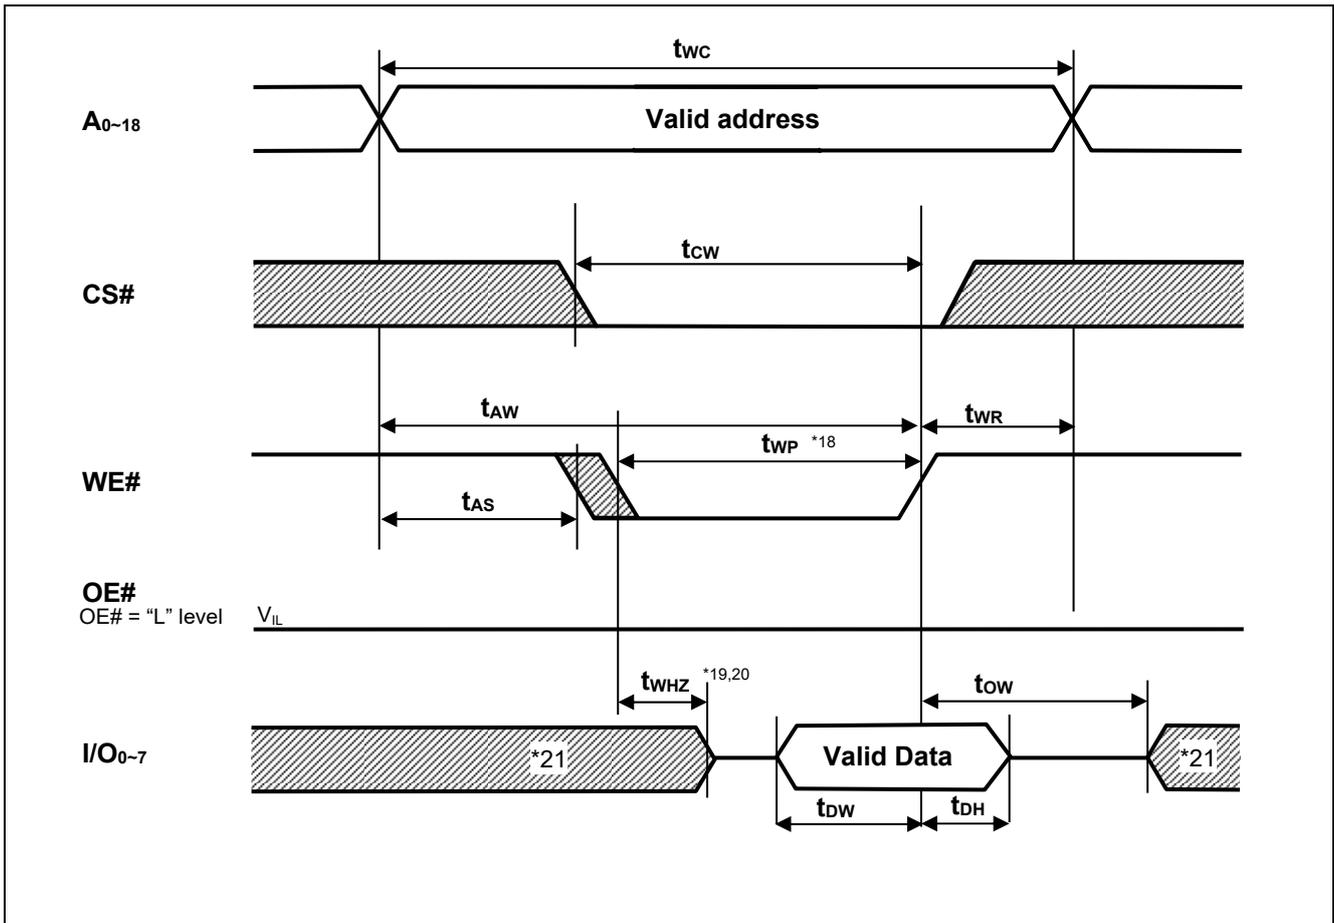 tWC
A0~18
Valid address
tCW
CS#
tAW
tWR
tWP *18
WE#
tAS
OE#
OE# = “L” level VIL
tWHZ *19,20
tOW
I/O0~7
*21
Valid Data
*21
tDW
tDH